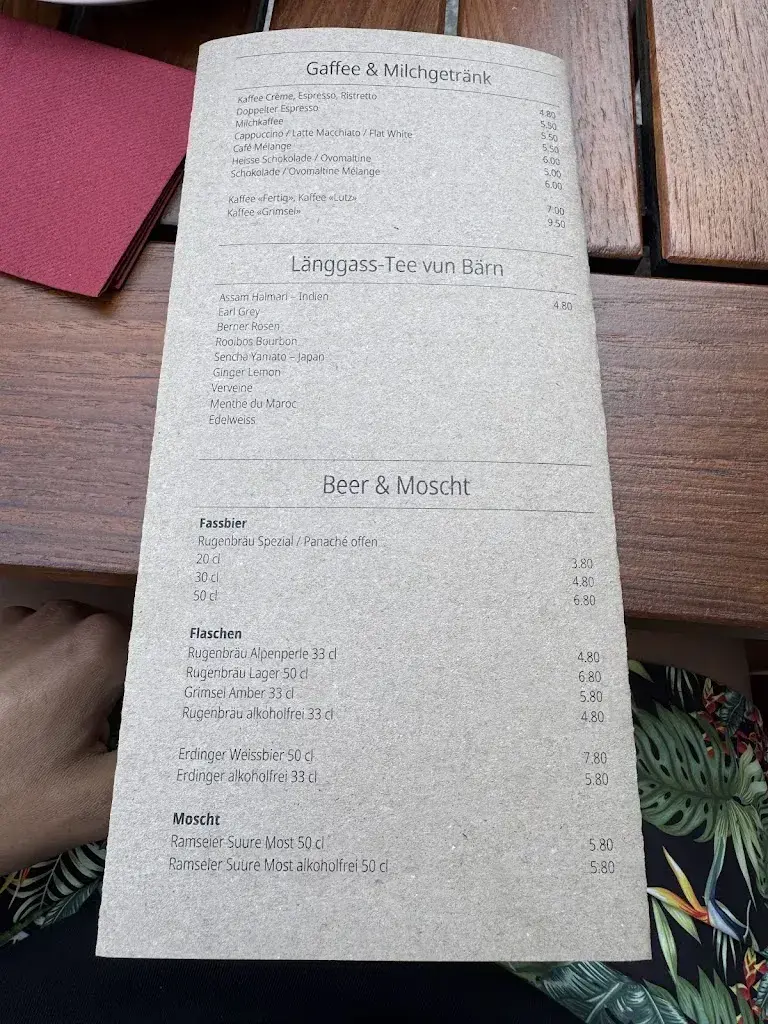 Gaffee & Milchgetränk
Kaffee Crème, Espresso, Ristretto 4.80
Doppelter Espresso 5.50
Milchkaffee 5.50
Cappuccino / Latte Macchiato / Flat White 5.50
Café Mélange 6.00
Heisse Schokolade / Ovomaltine 5.00
Schokolade / Ovomaltine Mélange 6.00
Kaffee «Fertig», Kaffee «Lutz» 7.00
Kaffee «Grimsel» 9.50
Länggass-Tee vun Bärn
Assam Halmari – Indien 4.80
Earl Grey
Berner Rosen
Rooibos Bourbon
Sencha Yamato – Japan
Ginger Lemon
Verveine
Menthe du Maroc
Edelweiss
Beer & Moscht
Fassbier
Rugenbräu Spezial / Panaché offen
20 cl 3.80
30 cl 4.80
50 cl 6.80
Flaschen
Rugenbräu Alpenperle 33 cl 4.80
Rugenbräu Lager 50 cl 6.80
Grimsel Amber 33 cl 5.80
Rugenbräu alkoholfrei 33 cl 4.80
Erdinger Weissbier 50 cl 7.80
Erdinger alkoholfrei 33 cl 5.80
Moscht
Ramseier Suure Most 50 cl 5.80
Ramseier Suure Most alkoholfrei 50 cl 5.80